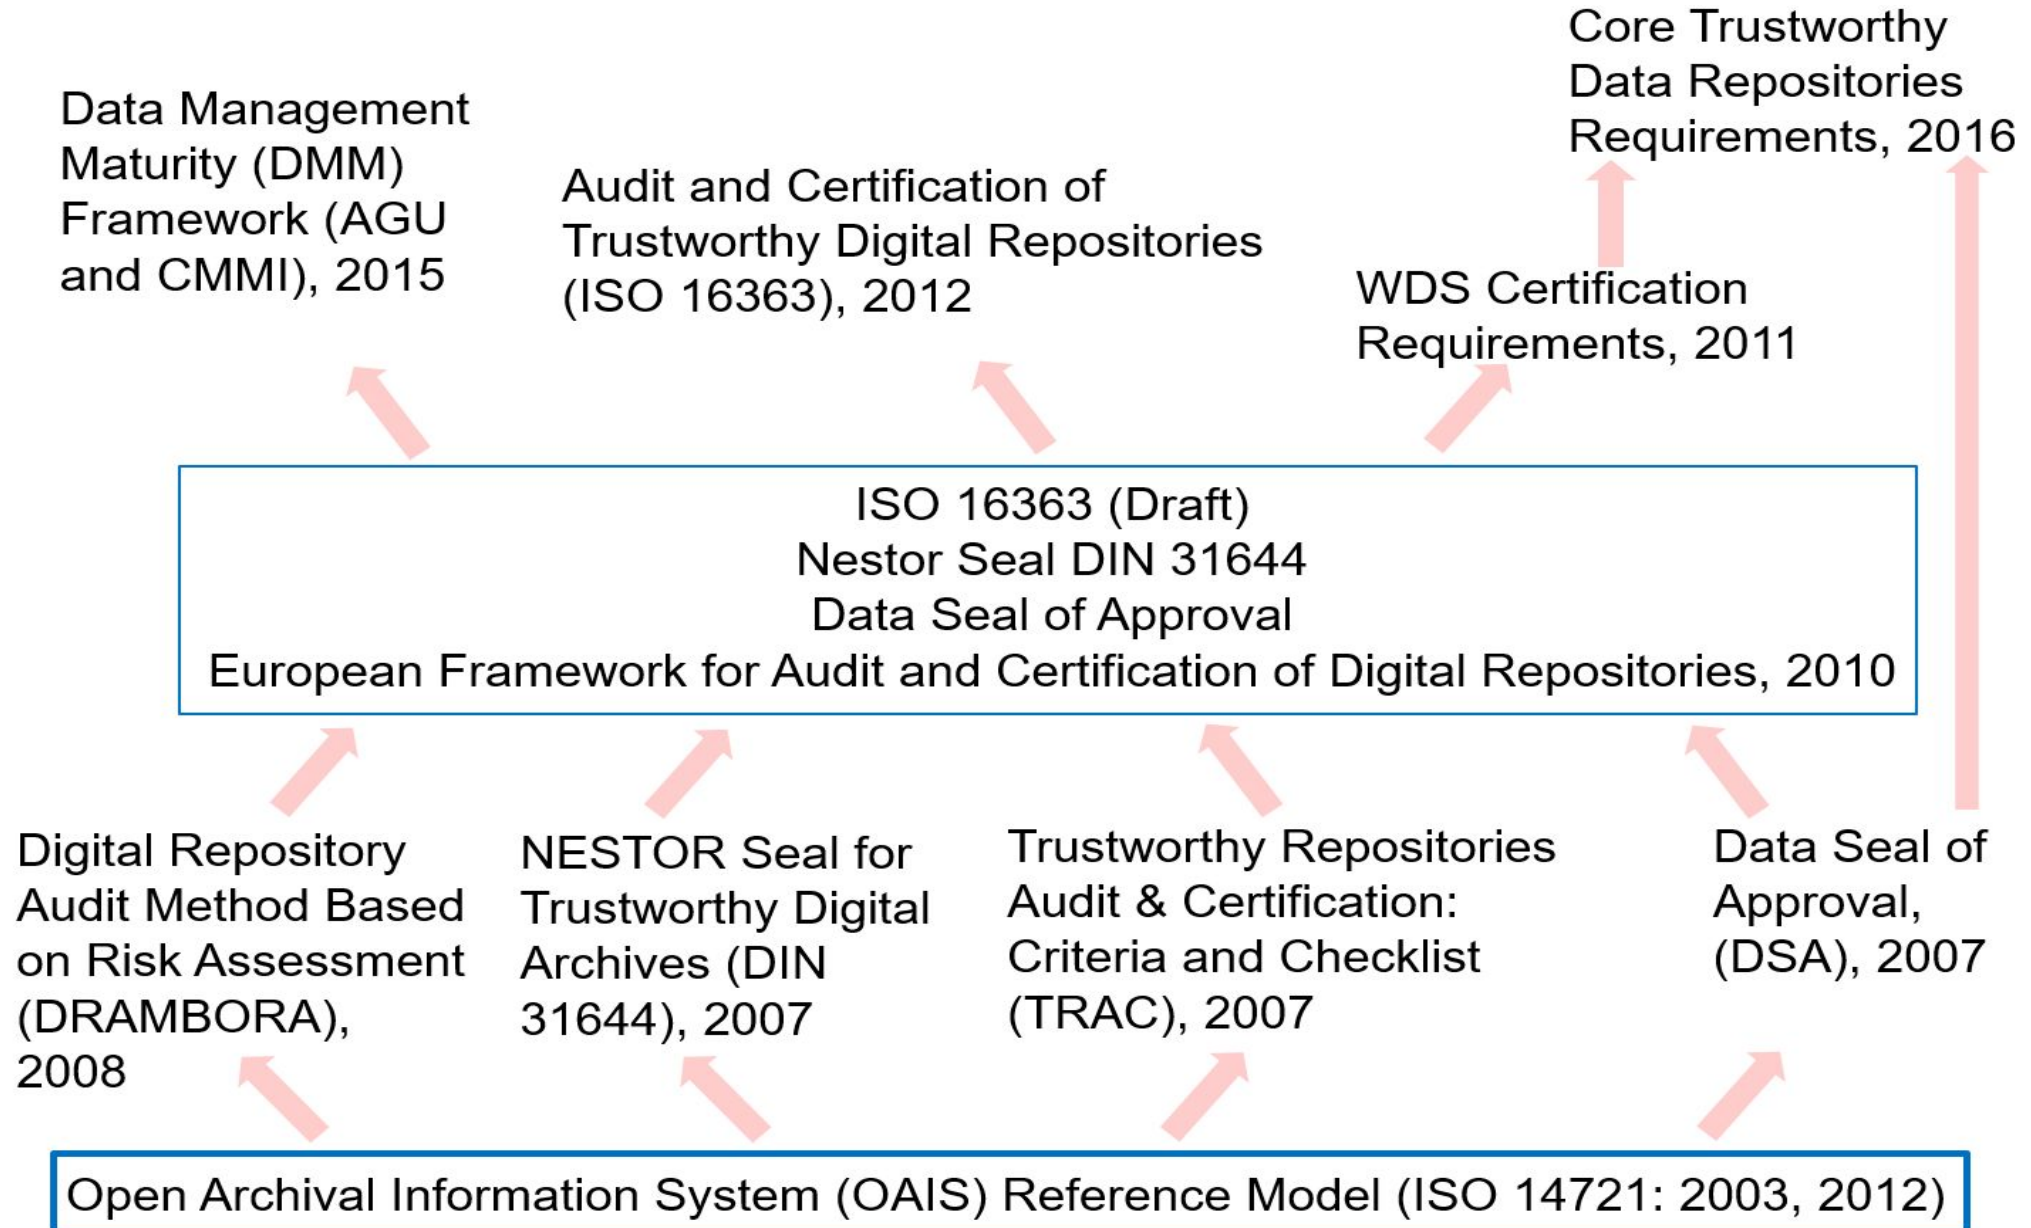 Core Trustworthy
Data Repositories
Requirements, 2016
Data Management
Maturity (DMM)
Framework (AGU
and CMMI), 2015
Audit and Certification of
Trustworthy Digital Repositories
(ISO 16363), 2012
WDS Certification
Requirements, 2011
ISO 16363 (Draft)
Nestor Seal DIN 31644
Data Seal of Approval
European Framework for Audit and Certification of Digital Repositories, 2010
Digital Repository
Audit Method Based
on Risk Assessment
(DRAMBORA),
2008
NESTOR Seal for
Trustworthy Digital
Archives (DIN
31644), 2007
Trustworthy Repositories
Audit & Certification:
Criteria and Checklist
(TRAC), 2007
Data Seal of
Approval,
(DSA), 2007
Open Archival Information System (OAIS) Reference Model (ISO 14721: 2003, 2012)